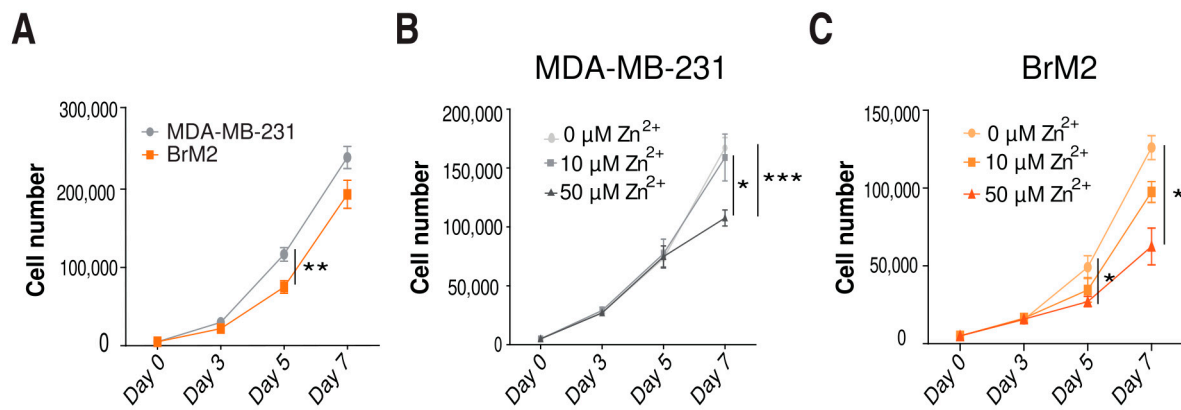 A
Cell number
300,000
200,000
100,000
0
MDA-MB-231
BrM2
**
Day 0
Day 3
Day 5
Day 7
B
MDA-MB-231
Cell number
200,000
150,000
100,000
50,000
0
0 µM Zn²⁺
10 µM Zn²⁺
50 µM Zn²⁺
*
***
Day 0
Day 3
Day 5
Day 7
C
BrM2
Cell number
150,000
100,000
50,000
0
0 µM Zn²⁺
10 µM Zn²⁺
50 µM Zn²⁺
*
*
Day 0
Day 3
Day 5
Day 7